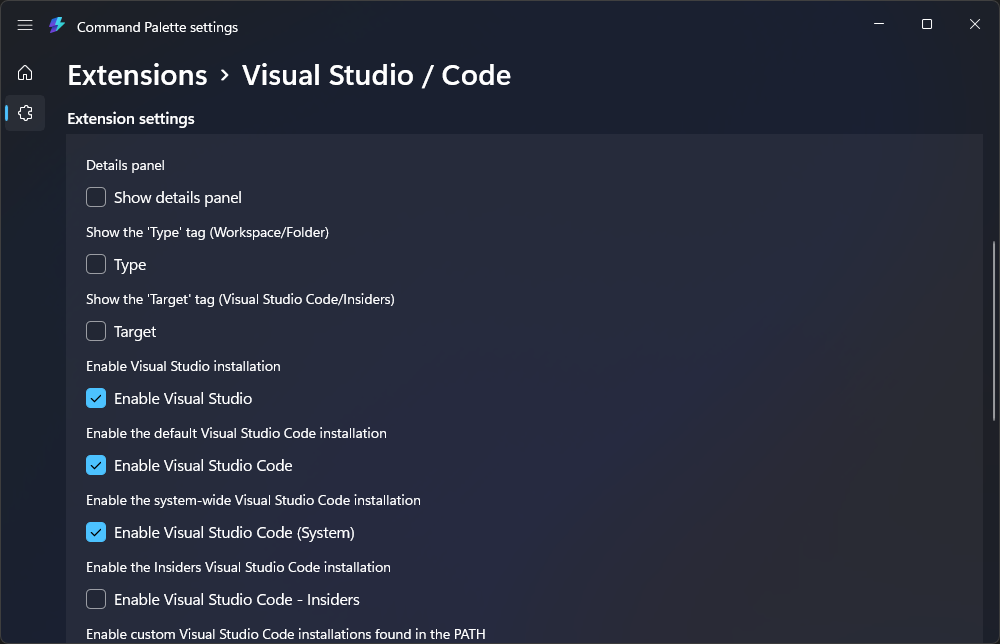 Command Palette settings
Extensions › Visual Studio / Code
Extension settings
Details panel
Show details panel
Show the 'Type' tag (Workspace/Folder)
Type
Show the 'Target' tag (Visual Studio Code/Insiders)
Target
Enable Visual Studio installation
Enable Visual Studio
Enable the default Visual Studio Code installation
Enable Visual Studio Code
Enable the system-wide Visual Studio Code installation
Enable Visual Studio Code (System)
Enable the Insiders Visual Studio Code installation
Enable Visual Studio Code - Insiders
Enable custom Visual Studio Code installations found in the PATH